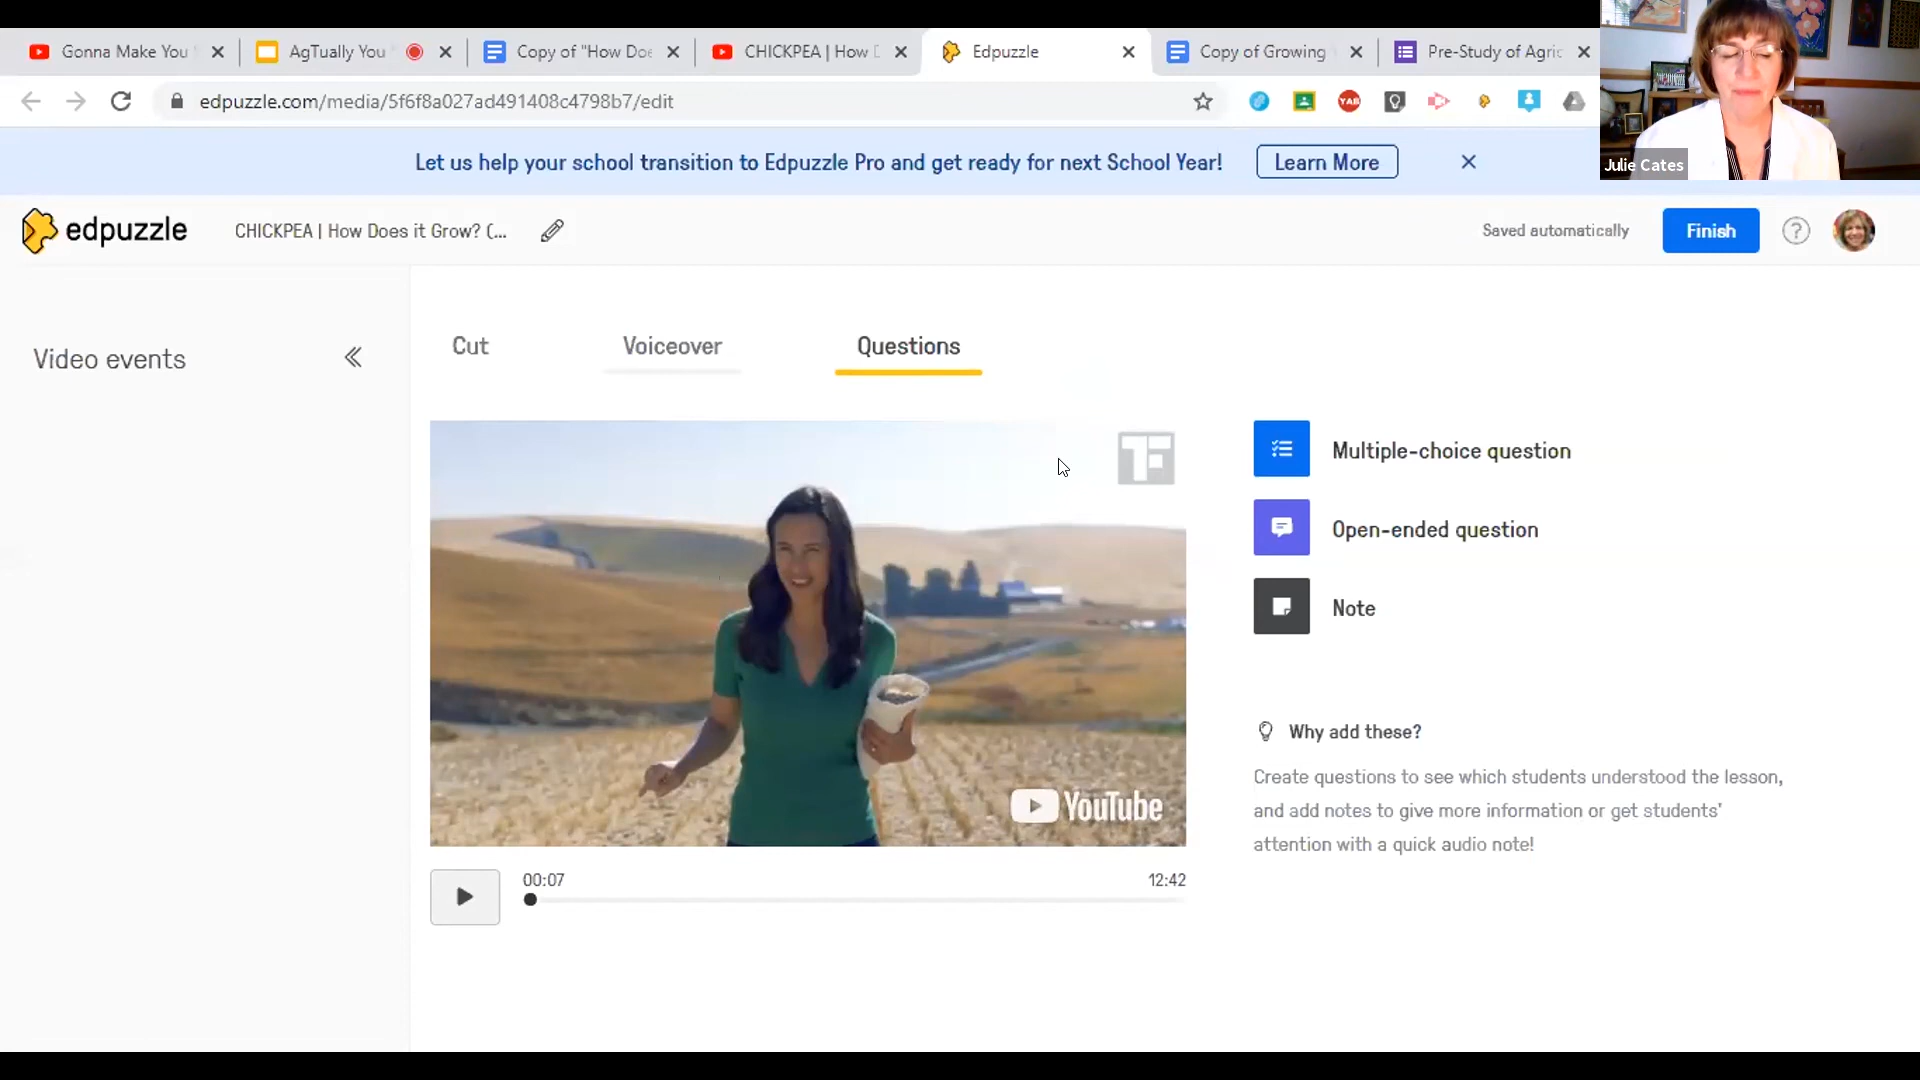 Gonna Make You
AgTually You
Copy of "How Doe
CHICKPEA | How D
Edpuzzle
Copy of Growing
Pre-Study of Agric
edpuzzle.com/media/5f6f8a027ad491408c4798b7/edit
YAB
Let us help your school transition to Edpuzzle Pro and get ready for next School Year!
Learn More
Julie Cates
edpuzzle
CHICKPEA | How Does it Grow? (...
Saved automatically
Finish
?
Video events
Cut
Voiceover
Questions
TF
YouTube
00:07
12:42
Multiple-choice question
Open-ended question
Note
Why add these?
Create questions to see which students understood the lesson,
and add notes to give more information or get students'
attention with a quick audio note!